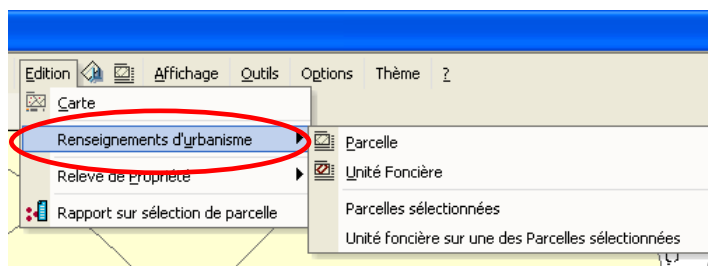 Edition Affichage Outils Options Thème ?
Carte
Renseignements d'urbanisme
Relevé de Propriété
Rapport sur sélection de parcelle
Parcelle
Unité Foncière
Parcelles sélectionnées
Unité foncière sur une des Parcelles sélectionnées